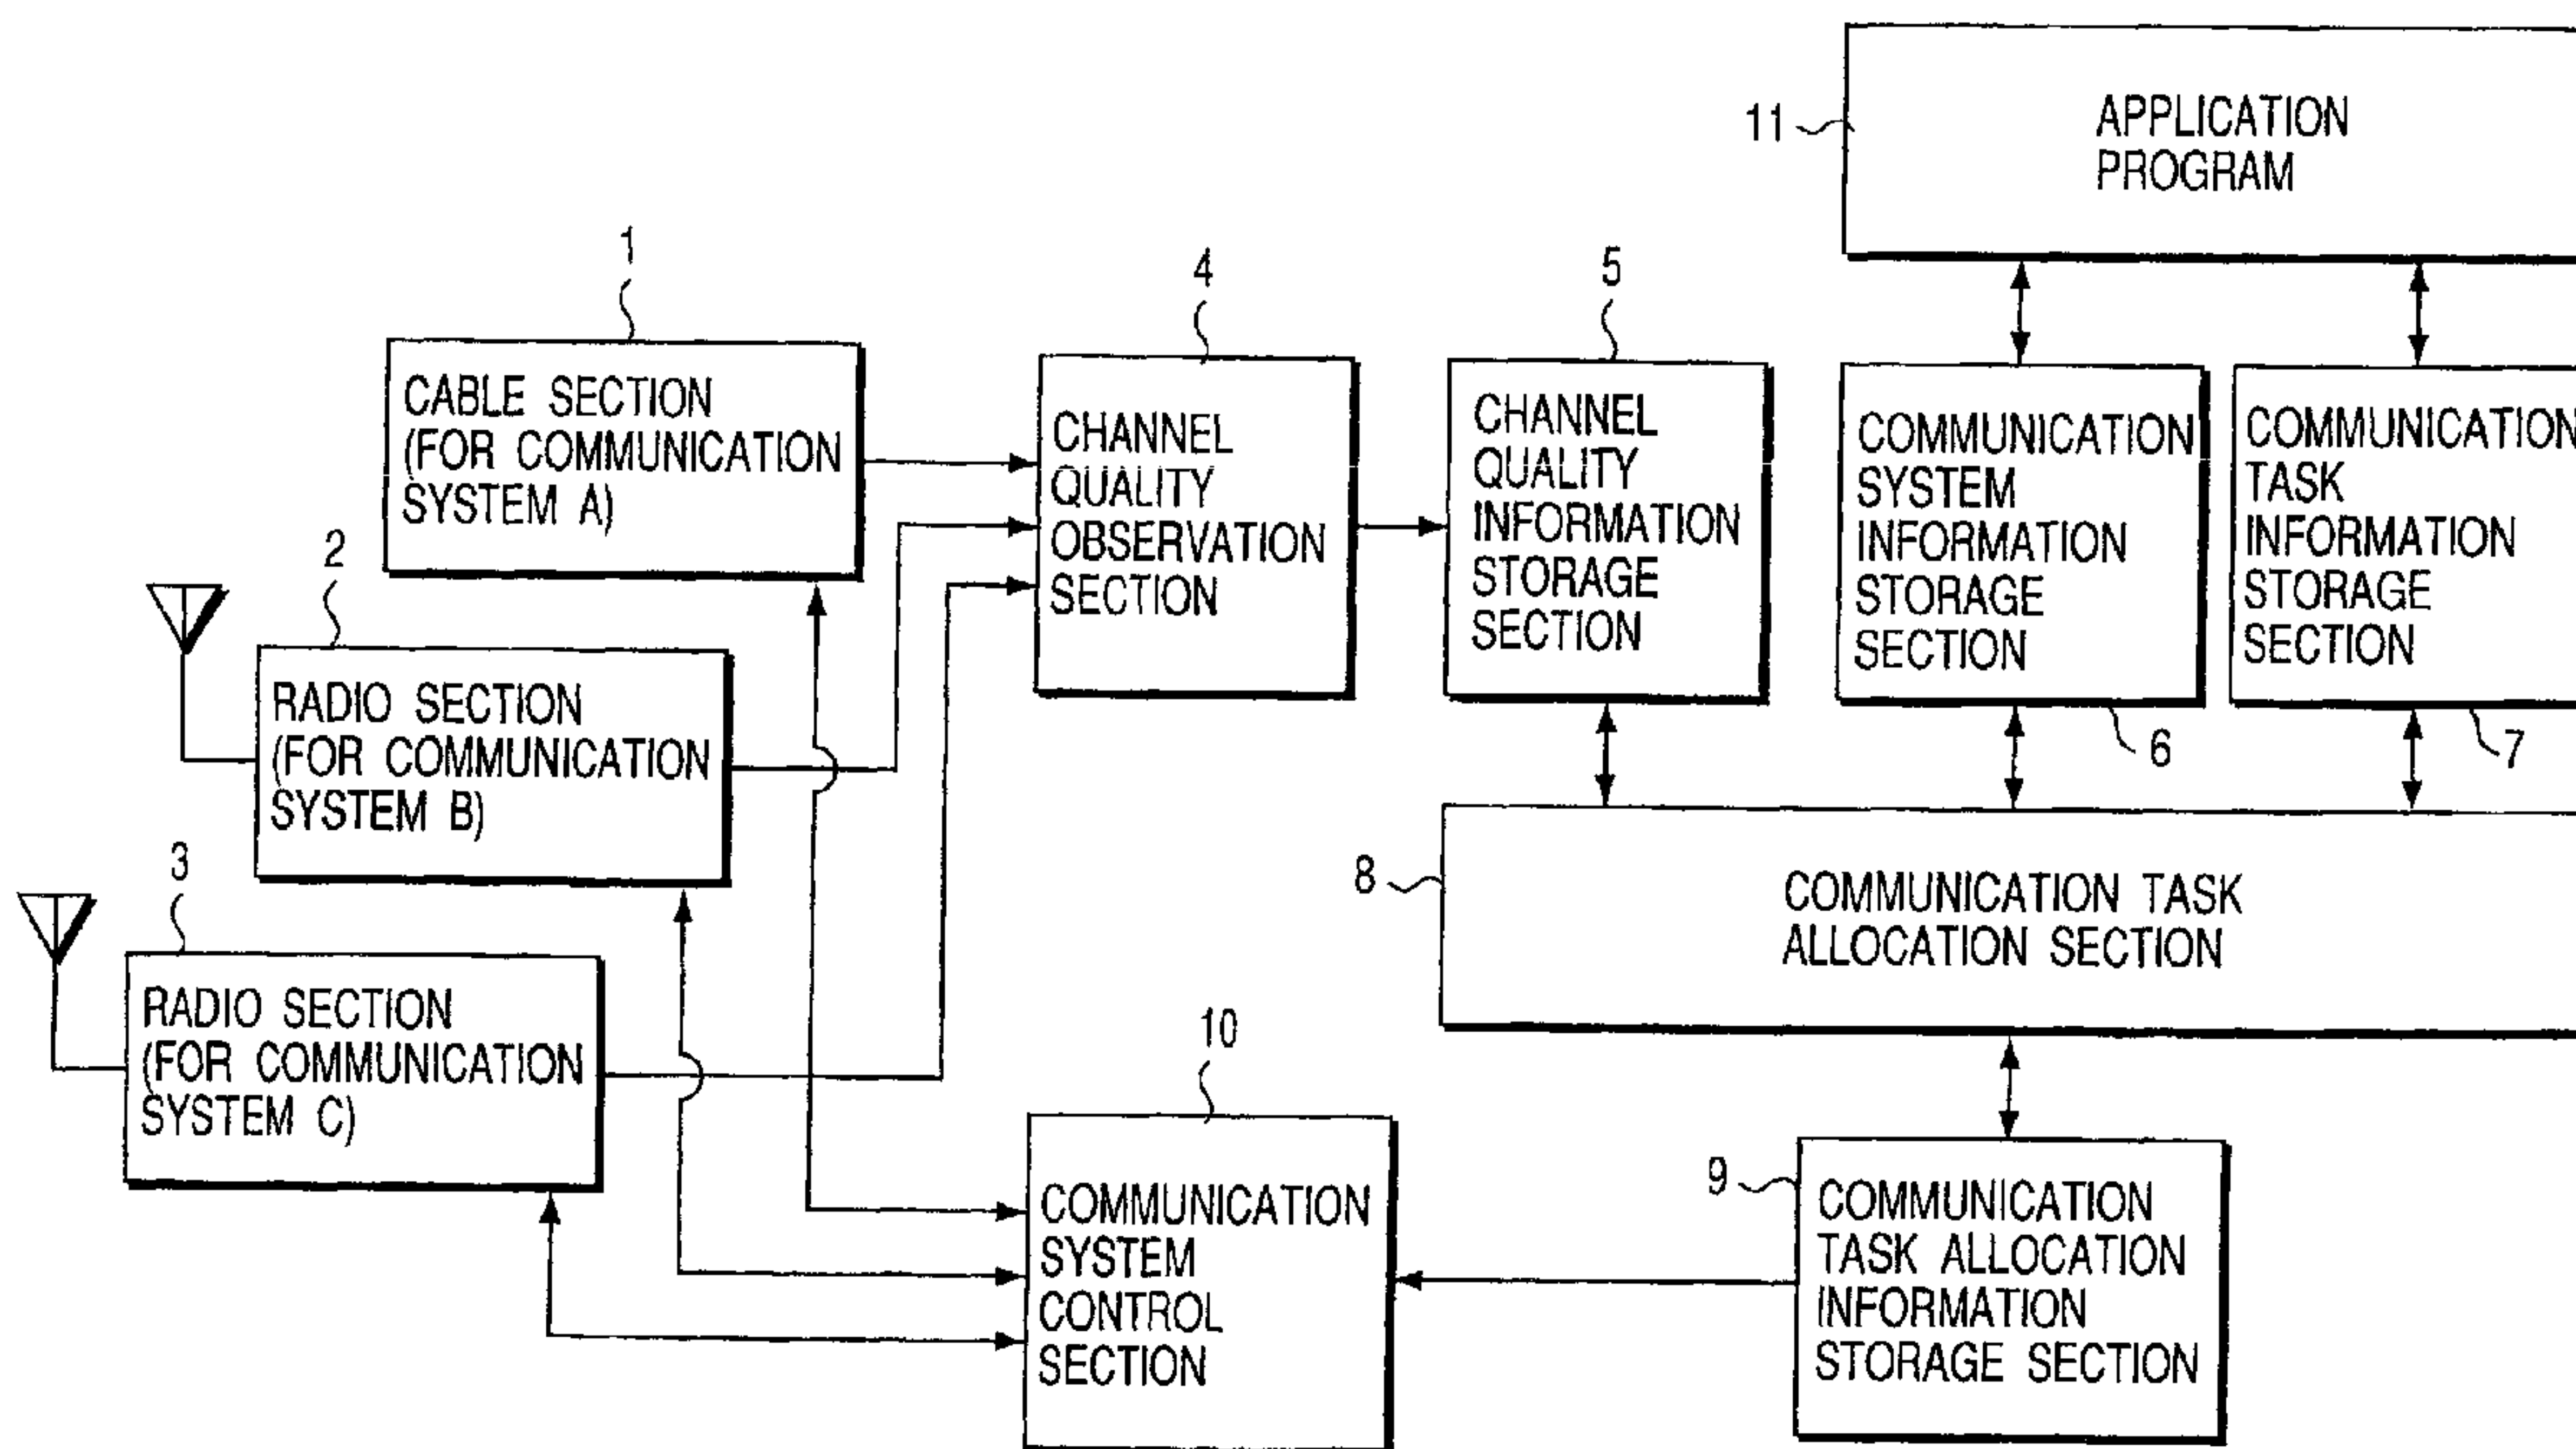 11
APPLICATION
PROGRAM
1
CABLE SECTION
(FOR COMMUNICATION
SYSTEM A)
4
CHANNEL
QUALITY
OBSERVATION
SECTION
5
CHANNEL
QUALITY
INFORMATION
STORAGE
SECTION
COMMUNICATION
SYSTEM
INFORMATION
STORAGE
SECTION
6
COMMUNICATION
TASK
INFORMATION
STORAGE
SECTION
7
2
RADIO SECTION
(FOR COMMUNICATION
SYSTEM B)
3
RADIO SECTION
(FOR COMMUNICATION
SYSTEM C)
8
COMMUNICATION TASK
ALLOCATION SECTION
10
COMMUNICATION
SYSTEM
CONTROL
SECTION
9
COMMUNICATION
TASK ALLOCATION
INFORMATION
STORAGE SECTION